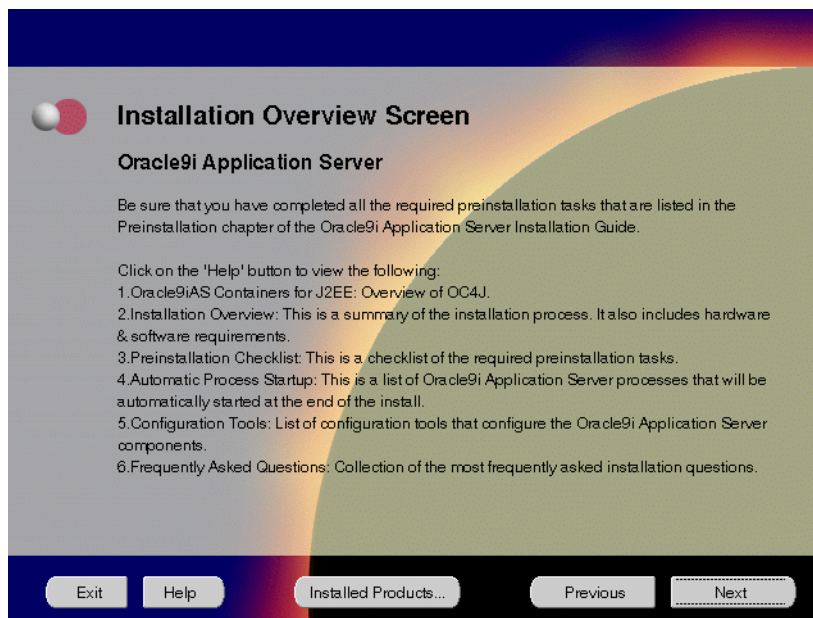 Installation Overview Screen
Oracle9i Application Server
Be sure that you have completed all the required preinstallation tasks that are listed in the
Preinstallation chapter of the Oracle9i Application Server Installation Guide.
Click on the 'Help' button to view the following:
1.Oracle9iAS Containers for J2EE: Overview of OC4J.
2.Installation Overview: This is a summary of the installation process. It also includes hardware
& software requirements.
3.Preinstallation Checklist: This is a checklist of the required preinstallation tasks.
4.Automatic Process Startup: This is a list of Oracle9i Application Server processes that will be
automatically started at the end of the install.
5.Configuration Tools: List of configuration tools that configure the Oracle9i Application Server
components.
6.Frequently Asked Questions: Collection of the most frequently asked installation questions.
Exit Help Installed Products... Previous Next